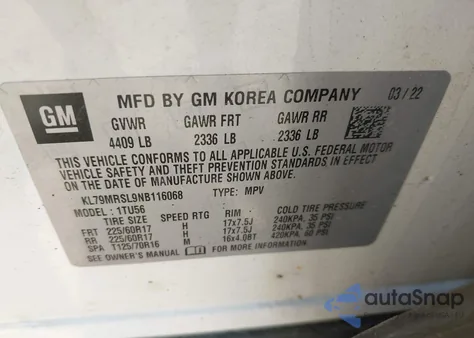 GM
MFD BY GM KOREA COMPANY 03/22
GVWR GAWR FRT GAWR RR
4409 LB 2336 LB 2336 LB
THIS VEHICLE CONFORMS TO ALL APPLICABLE U.S. FEDERAL MOTOR
VEHICLE SAFETY, BUMPER, AND THEFT PREVENTION STANDARDS IN
EFFECT ON THE DATE OF MANUFACTURE SHOWN ABOVE.
KL79MRSL9NB116068 TYPE: MPV
MODEL: 1TU56
TIRE SIZE SPEED RTG RIM COLD TIRE PRESSURE
FRT 225/60R17 H 17x7.5J 240KPA, 35 PSI
RR 225/60R17 H 17x7.5J 240KPA, 35 PSI
SPA T125/70R16 M 16x4.0BT 420KPA, 60 PSI
SEE OWNER'S MANUAL FOR ADDITIONAL INFORMATION.
autoSnap